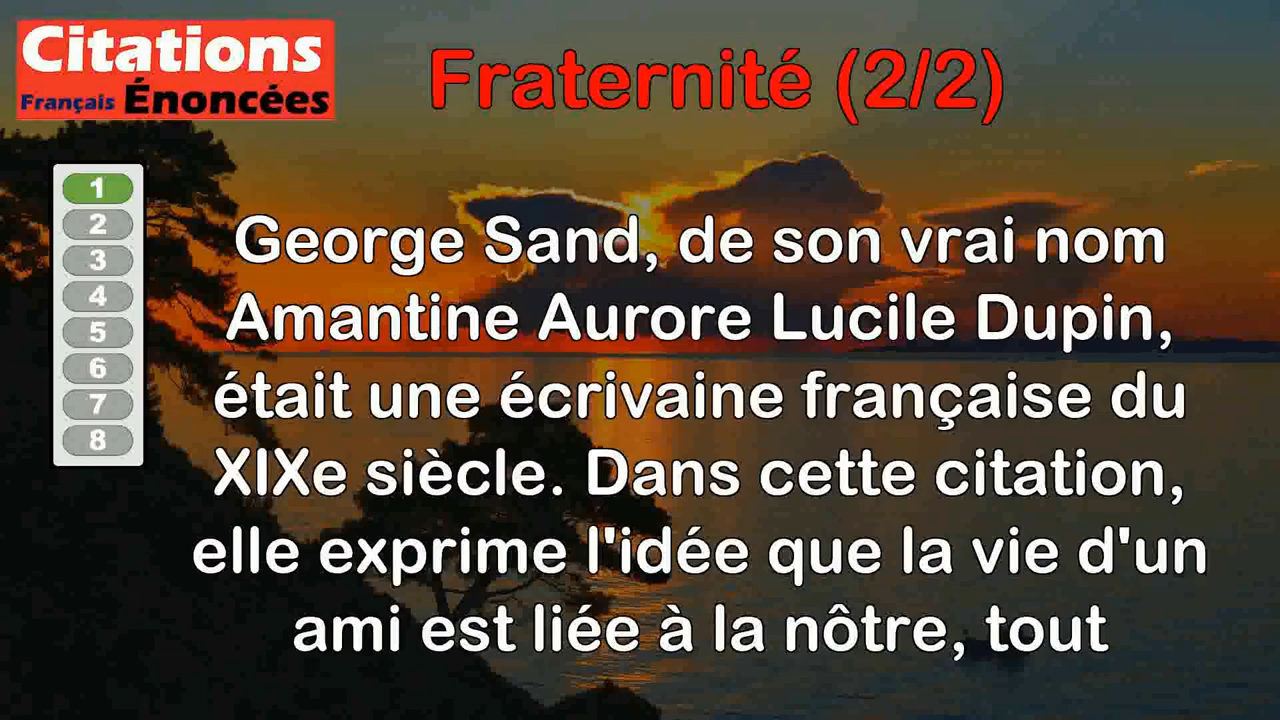 Citations
Français Énoncées
Fraternité (2/2)
1
2
3
4
5
6
7
8
George Sand, de son vrai nom
Amantine Aurore Lucile Dupin,
était une écrivaine française du
XIXe siècle. Dans cette citation,
elle exprime l'idée que la vie d'un
ami est liée à la nôtre, tout